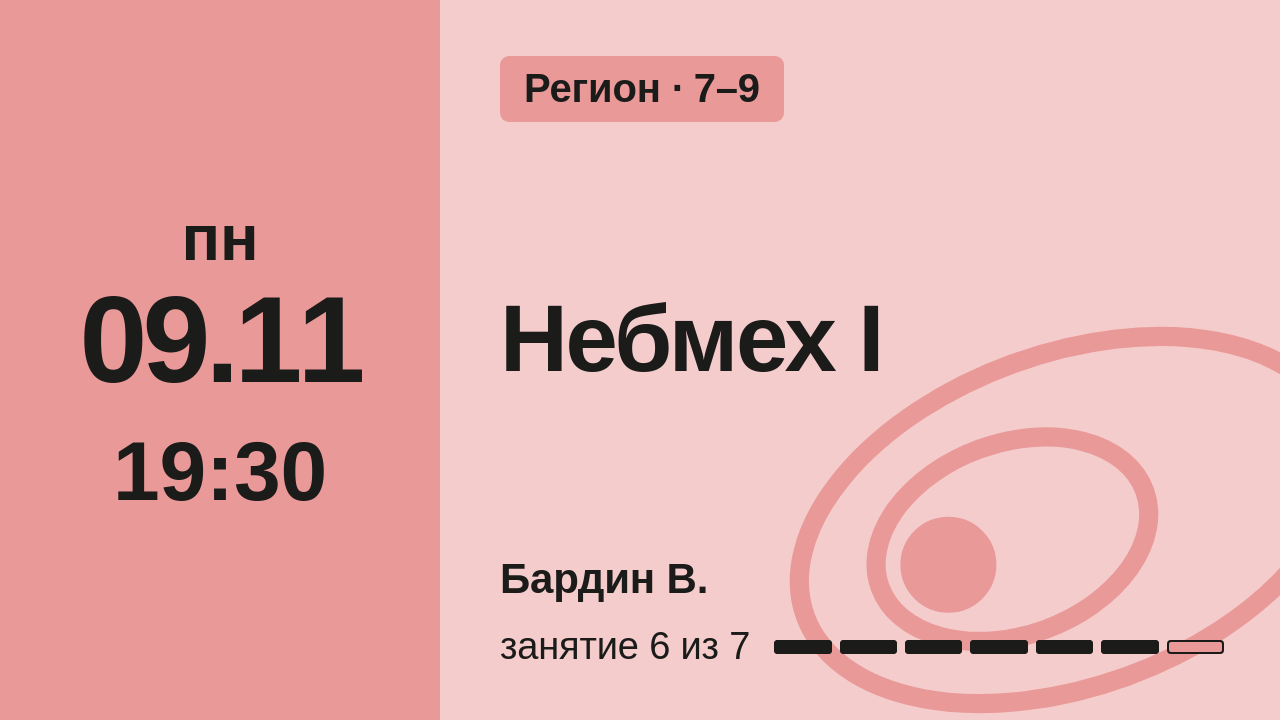 пн
09.11
19:30
Регион · 7–9
Небмех I
Бардин В.
занятие 6 из 7